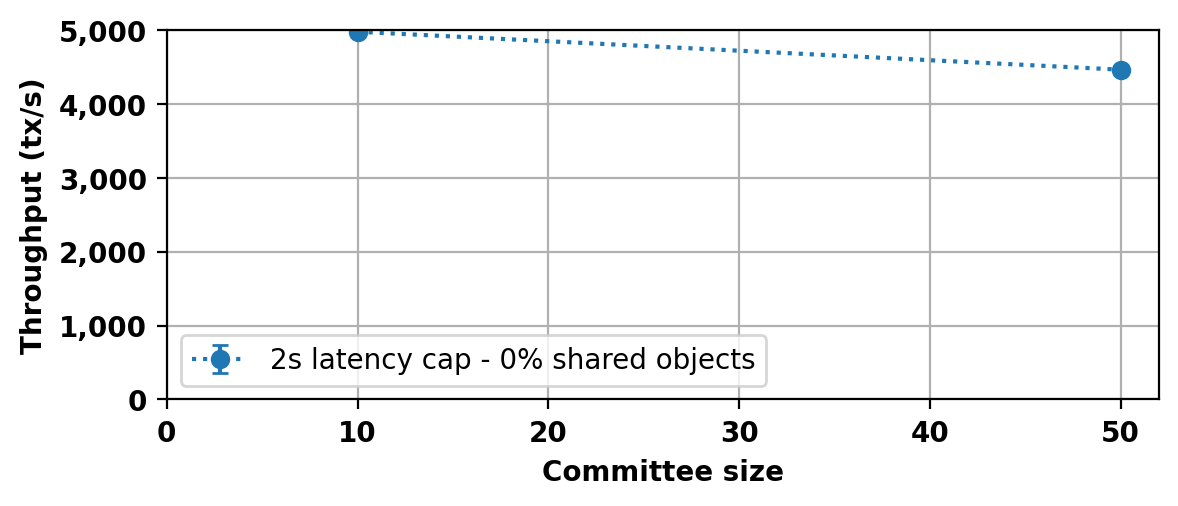 5,000
4,000
3,000
2,000
1,000
0
Throughput (tx/s)
2s latency cap - 0% shared objects
0 10 20 30 40 50
Committee size